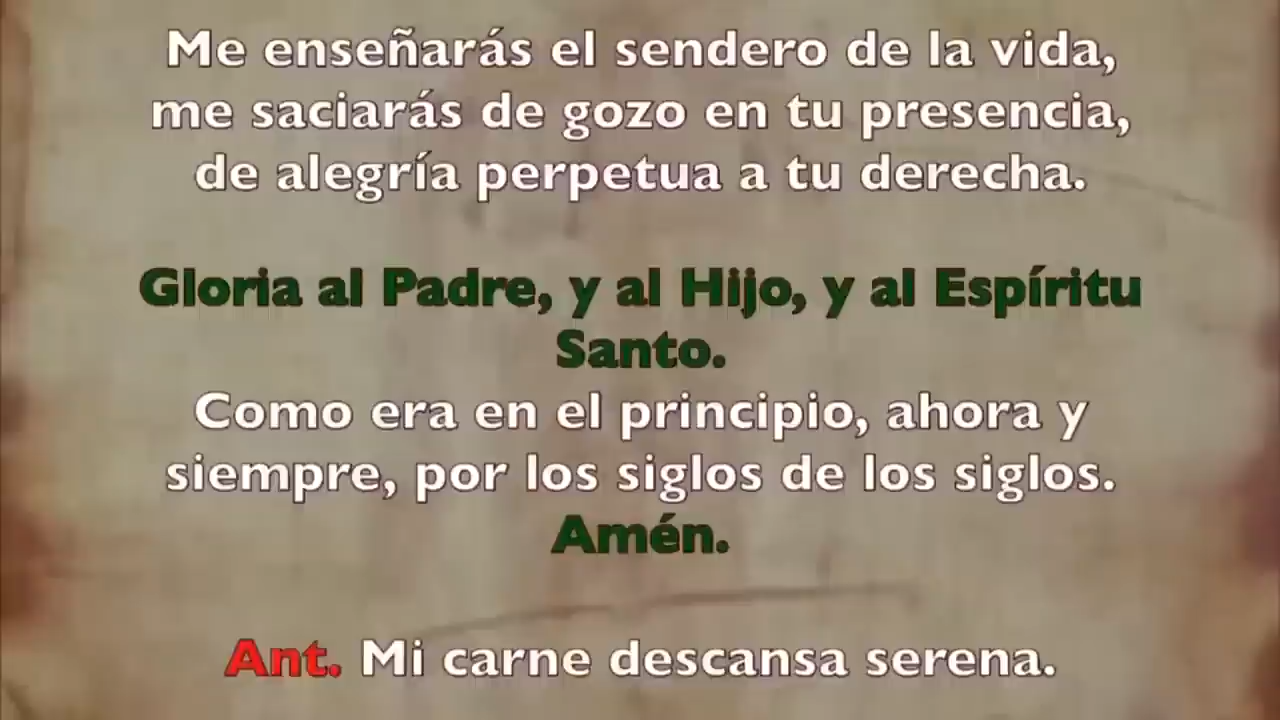 Me enseñarás el sendero de la vida,
me saciarás de gozo en tu presencia,
de alegría perpetua a tu derecha.
Gloria al Padre, y al Hijo, y al Espíritu
Santo.
Como era en el principio, ahora y
siempre, por los siglos de los siglos.
Amén.
Ant. Mi carne descansa serena.